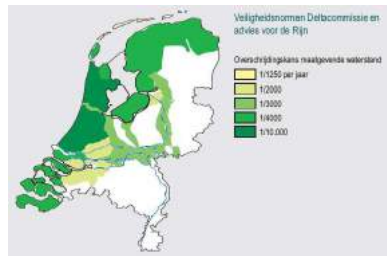 Veiligheidsnormen Deltacommissie en
advies voor de Rijn
Overschrijdingskans maatgevende waterstand
1/1250 per jaar
1/2000
1/3000
1/4000
1/10.000